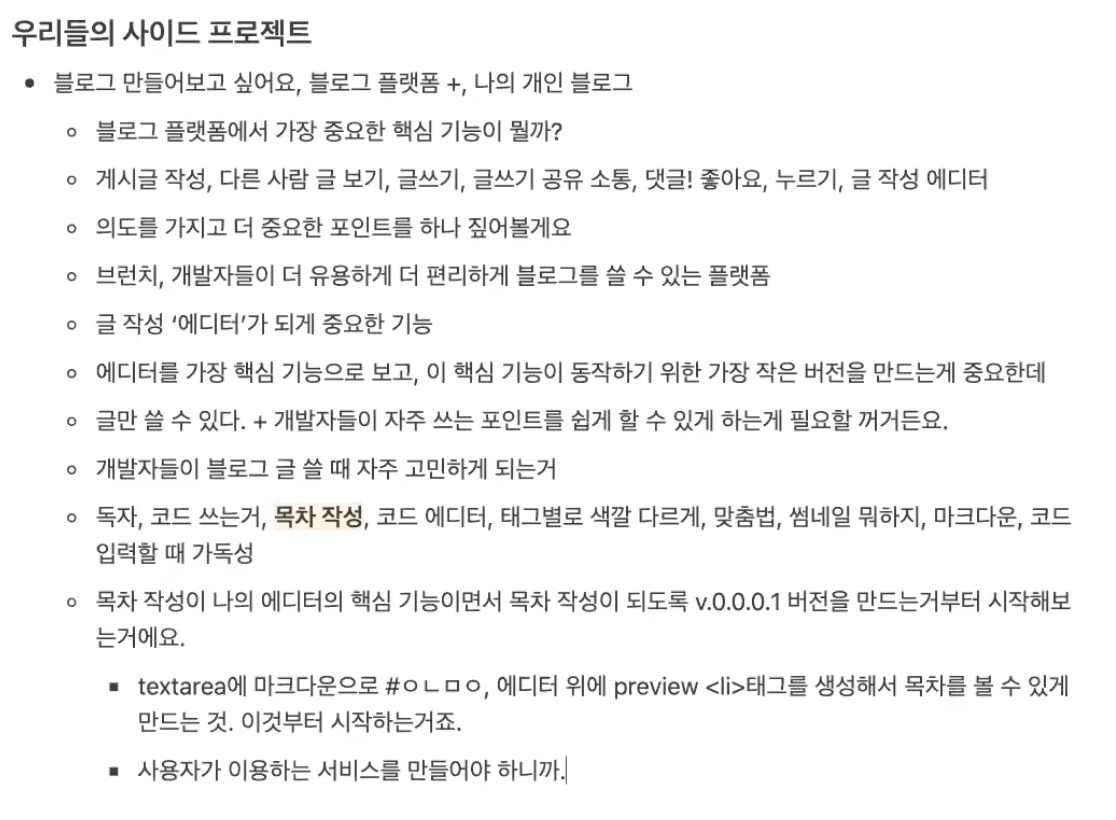 우리들의 사이드 프로젝트
블로그 만들어보고 싶어요, 블로그 플랫폼 +, 나의 개인 블로그
블로그 플랫폼에서 가장 중요한 핵심 기능이 뭘까?
게시글 작성, 다른 사람 글 보기, 글쓰기, 글쓰기 공유 소통, 댓글! 좋아요, 누르기, 글 작성 에디터
의도를 가지고 더 중요한 포인트를 하나 짚어볼게요
브런치, 개발자들이 더 유용하게 더 편리하게 블로그를 쓸 수 있는 플랫폼
글 작성 ‘에디터’가 되게 중요한 기능
에디터를 가장 핵심 기능으로 보고, 이 핵심 기능이 동작하기 위한 가장 작은 버전을 만드는게 중요한데
글만 쓸 수 있다. + 개발자들이 자주 쓰는 포인트를 쉽게 할 수 있게 하는게 필요할 꺼거든요.
개발자들이 블로그 글 쓸 때 자주 고민하게 되는거
독자, 코드 쓰는거, 목차 작성, 코드 에디터, 태그별로 색깔 다르게, 맞춤법, 썸네일 뭐하지, 마크다운, 코드
입력할 때 가독성
목차 작성이 나의 에디터의 핵심 기능이면서 목차 작성이 되도록 v.0.0.0.1 버전을 만드는거부터 시작해보
는거에요.
textarea에 마크다운으로 #ㅇㄴㅁㅇ, 에디터 위에 preview <li>태그를 생성해서 목차를 볼 수 있게
만드는 것. 이것부터 시작하는거죠.
사용자가 이용하는 서비스를 만들어야 하니까.